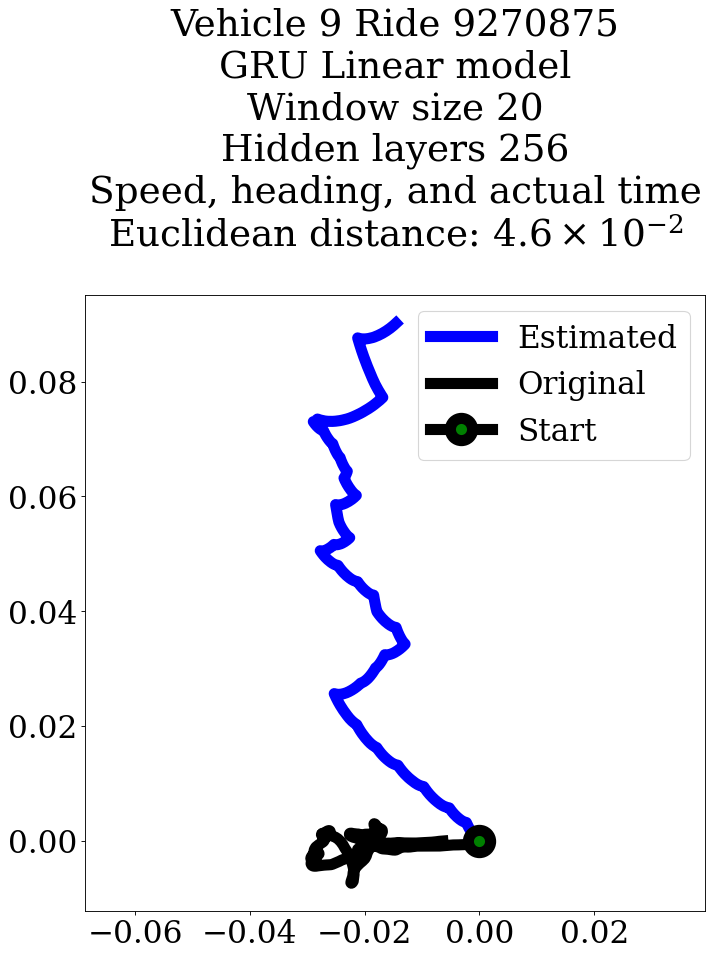 Vehicle 9 Ride 9270875
GRU Linear model
Window size 20
Hidden layers 256
Speed, heading, and actual time
Euclidean distance: 4.6 × 10⁻²
Estimated
Original
Start
0.08
0.06
0.04
0.02
0.00
−0.06 −0.04 −0.02 0.00 0.02